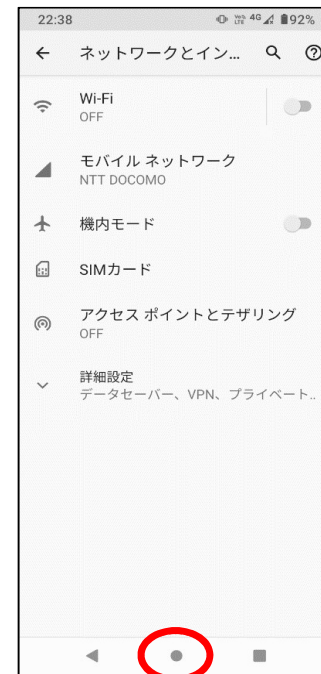 22:38 4G 92%
ネットワークとイン...
Wi-Fi
OFF
モバイル ネットワーク
NTT DOCOMO
機内モード
SIMカード
アクセス ポイントとテザリング
OFF
詳細設定
データセーバー、VPN、プライベート..